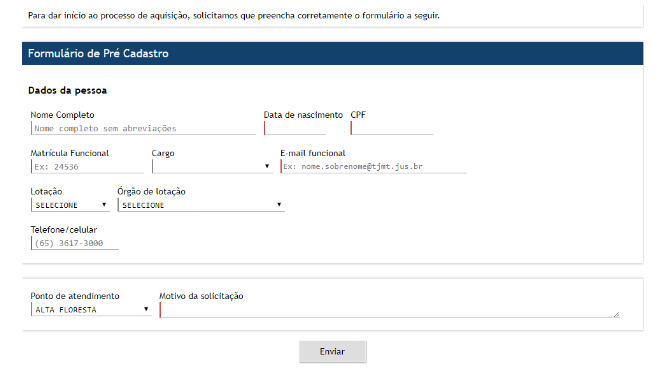 Para dar início ao processo de aquisição, solicitamos que preencha corretamente o formulário a seguir.
Formulário de Pré Cadastro
Dados da pessoa
Nome Completo Data de nascimento CPF
Nome completo sem abreviações
Matrícula Funcional Cargo E-mail funcional
Ex: 24536 Ex: nome.sobrenome@tjmt.jus.br
Lotação Órgão de lotação
SELECIONE SELECIONE
Telefone/celular
(65) 3617-3000
Ponto de atendimento Motivo da solicitação
ALTA FLORESTA
Enviar